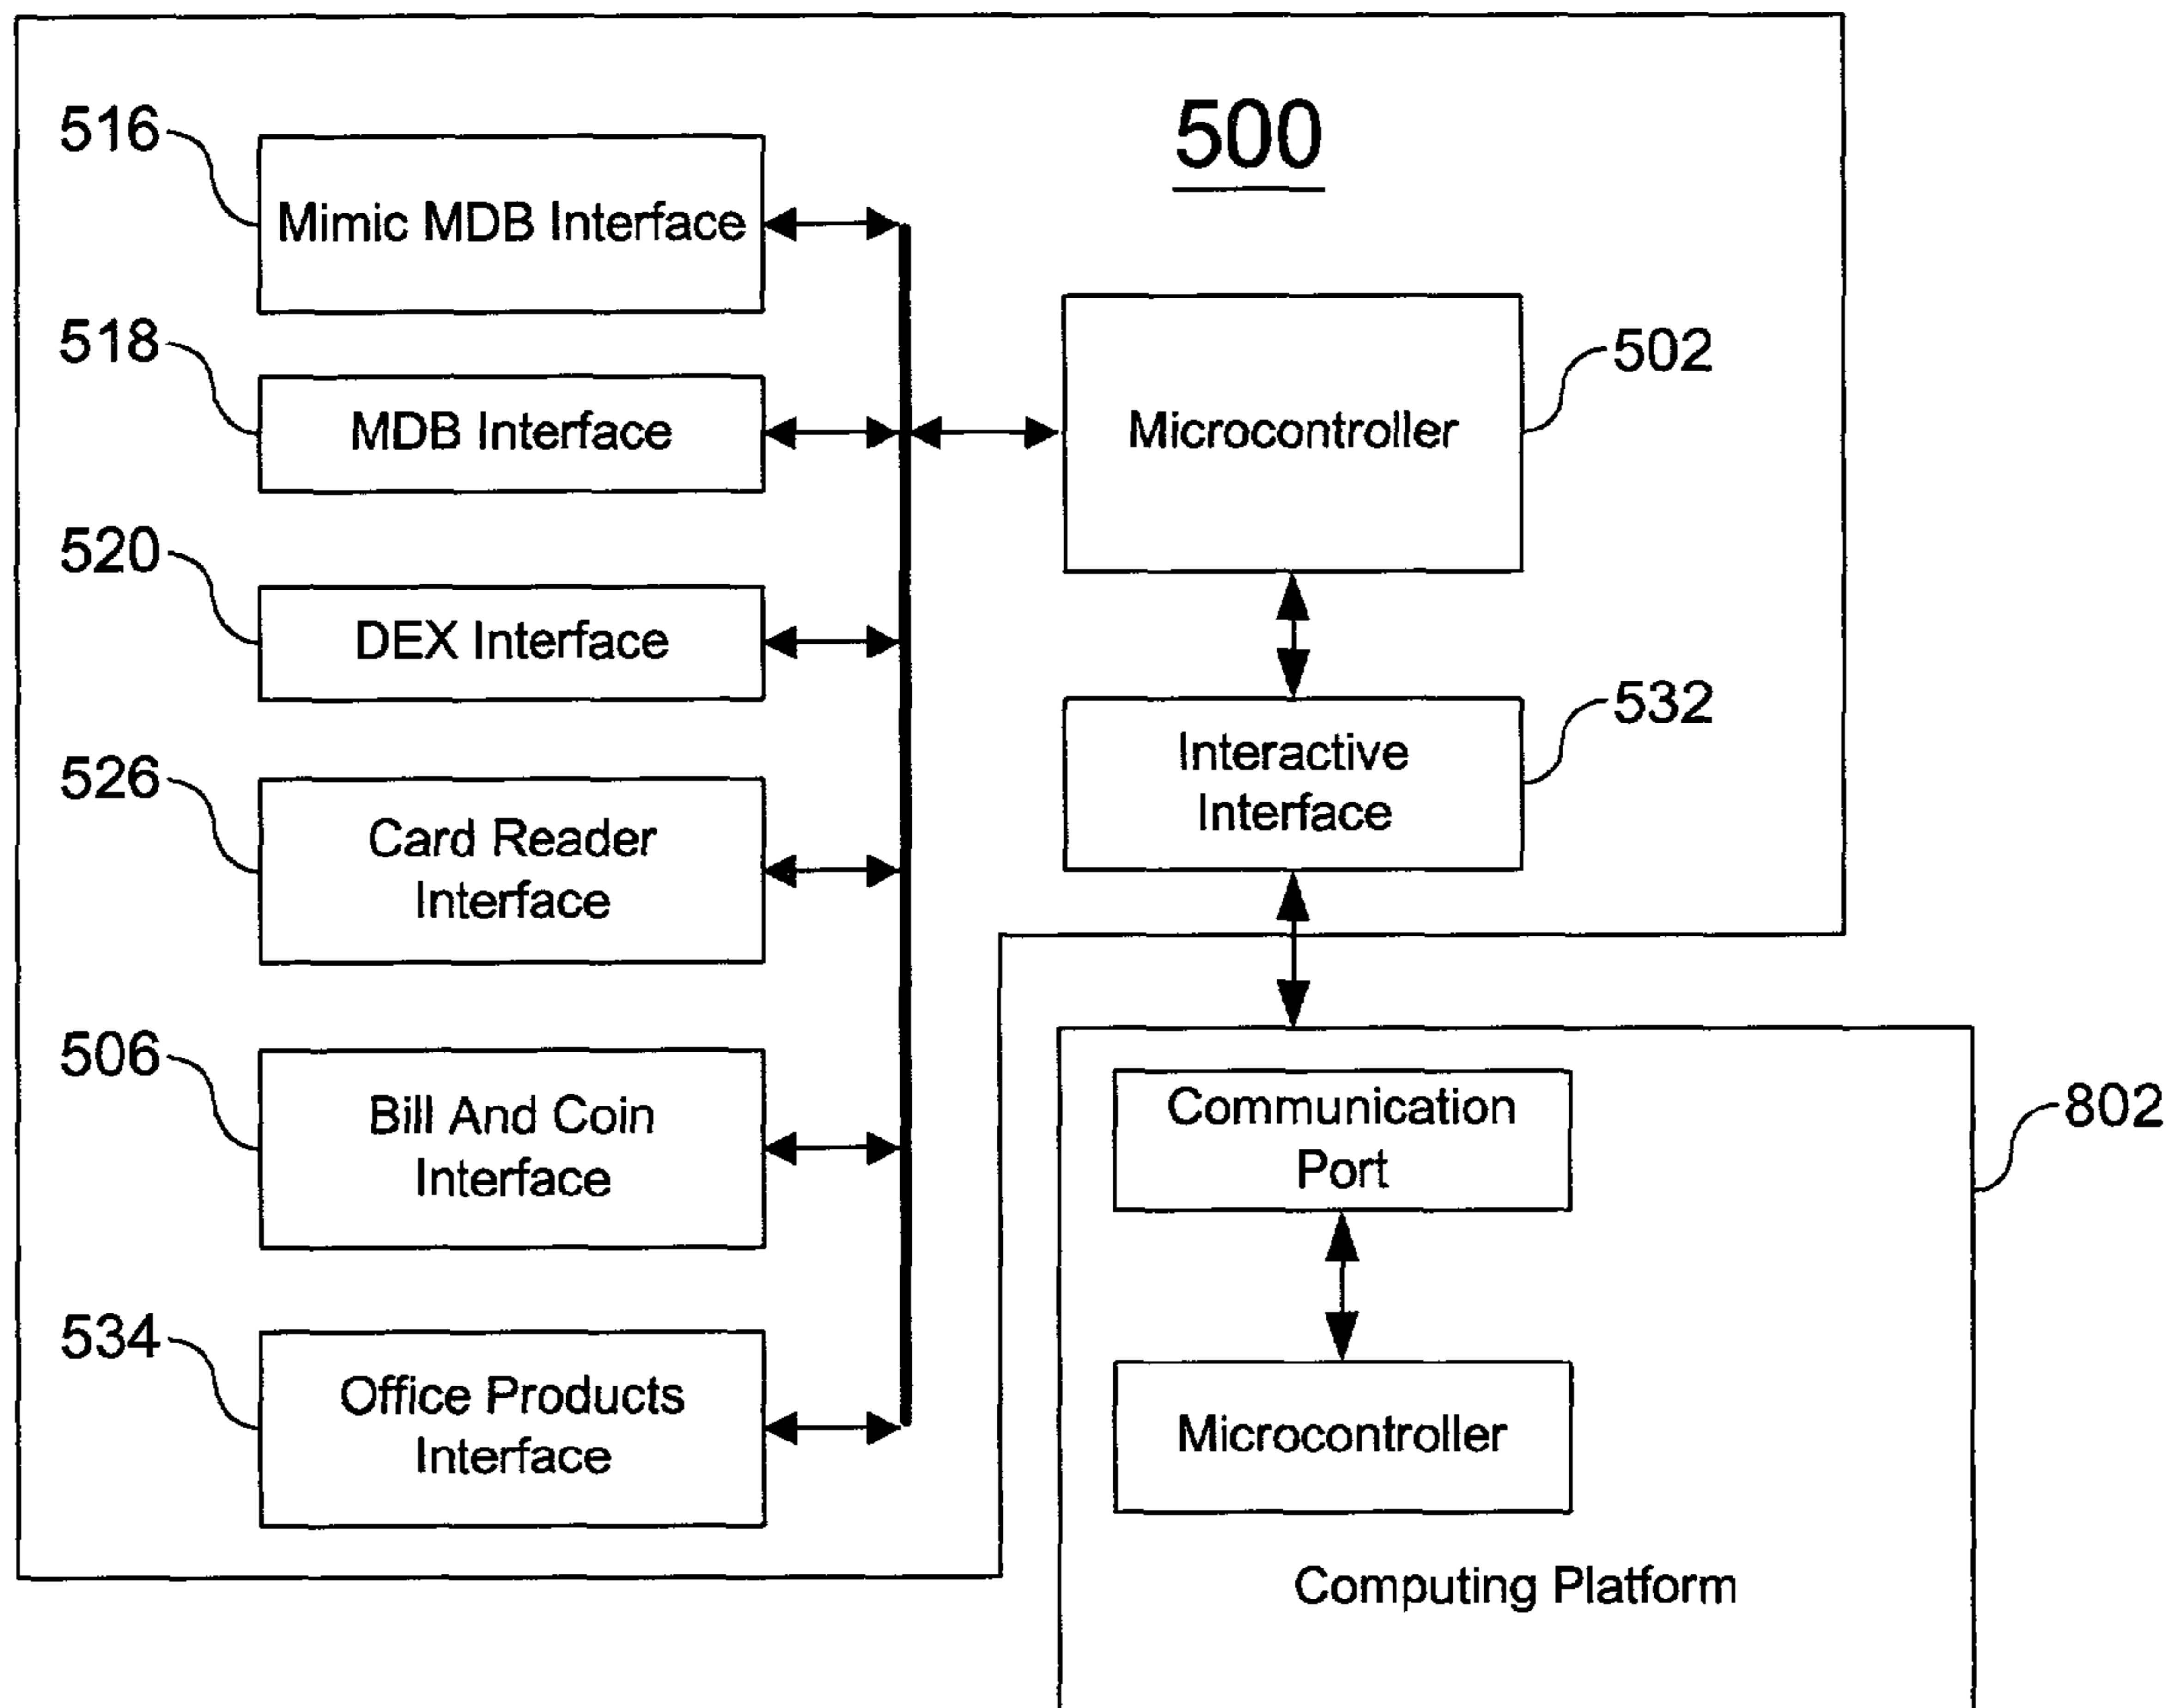 500
516
Mimic MDB Interface
518
MDB Interface
520
DEX Interface
526
Card Reader
Interface
506
Bill And Coin
Interface
534
Office Products
Interface
Microcontroller
502
Interactive
Interface
532
Communication
Port
Microcontroller
Computing Platform
802